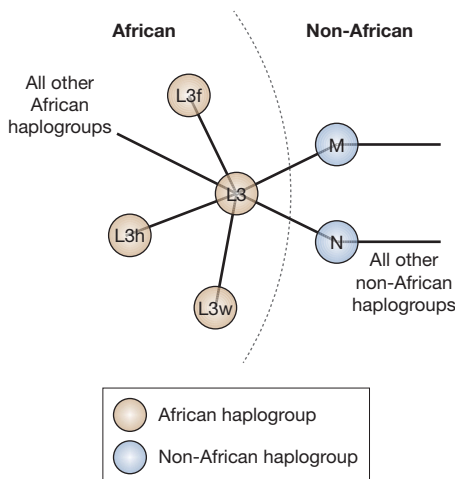 African
Non-African
All other
African
haplogroups
L3f
M
L3
L3h
N
All other
non-African
haplogroups
L3w
African haplogroup
Non-African haplogroup